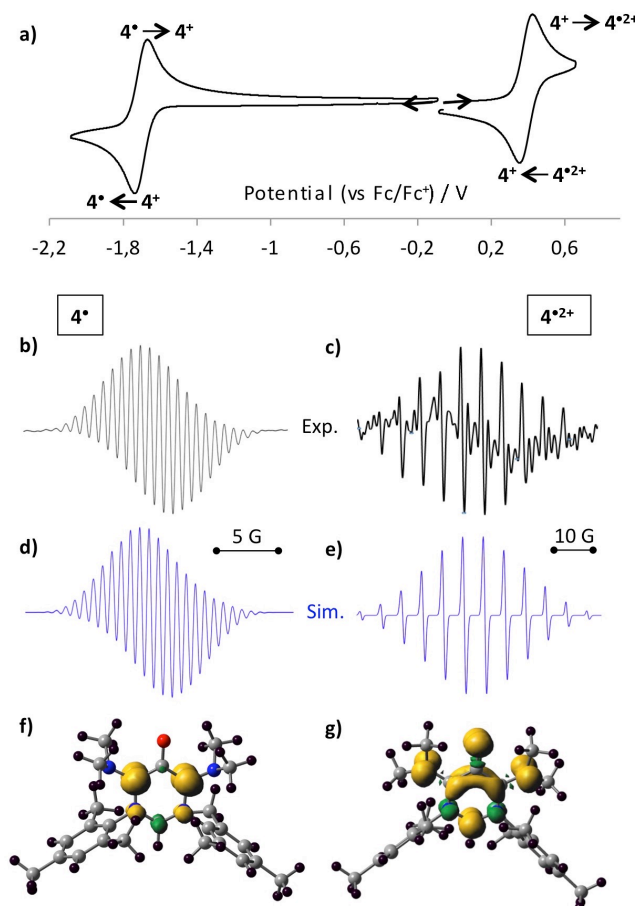 a)
4• → 4⁺
4⁺ → 4•²⁺
4• ← 4⁺
4⁺ ← 4•²⁺
Potential (vs Fc/Fc⁺) / V
-2,2 -1,8 -1,4 -1 -0,6 -0,2 0,2 0,6
4•
4•²⁺
b)
c)
Exp.
d)
5 G
e)
10 G
Sim.
f)
g)